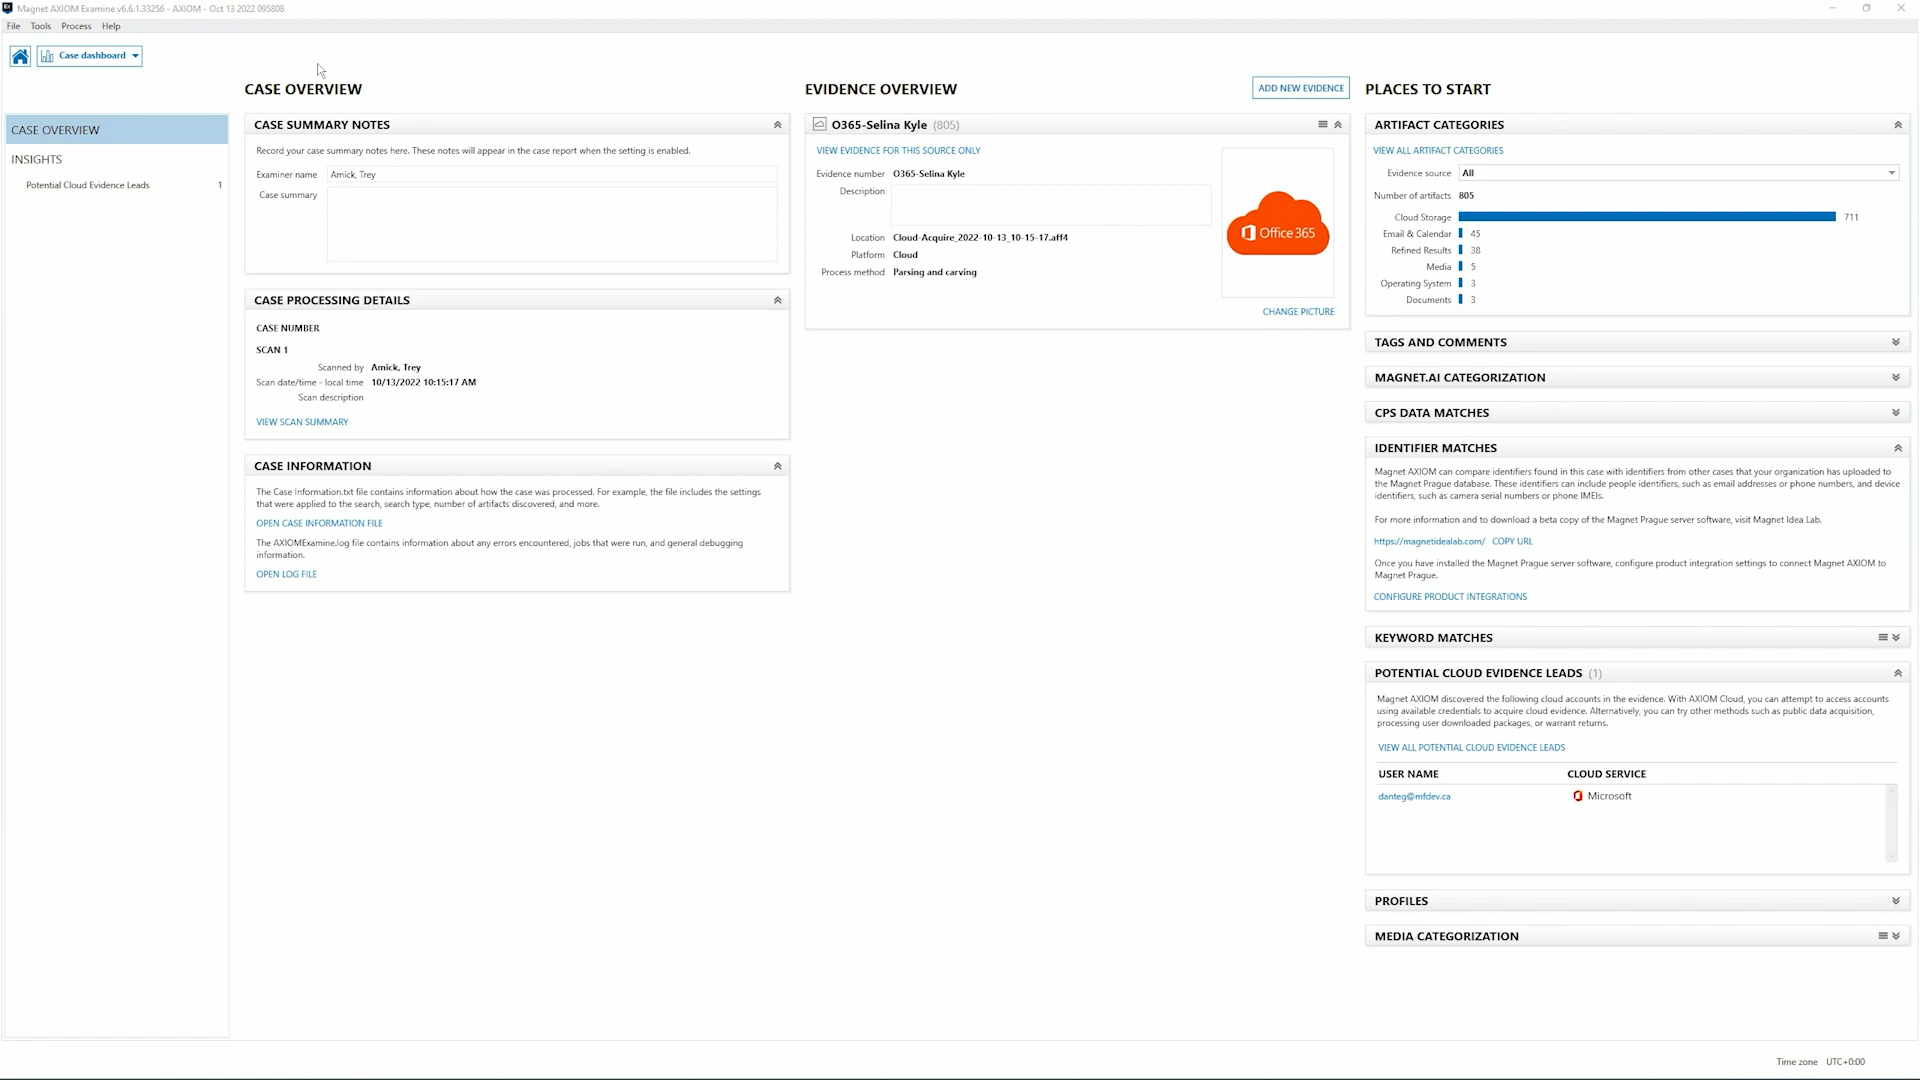 Magnet AXIOM Examine v6.6.1.33256 - AXIOM - Oct 13 2022 095808
File Tools Process Help
Case dashboard
CASE OVERVIEW
INSIGHTS
Potential Cloud Evidence Leads 1
CASE OVERVIEW
CASE SUMMARY NOTES
Record your case summary notes here. These notes will appear in the case report when the setting is enabled.
Examiner name Amick, Trey
Case summary
CASE PROCESSING DETAILS
CASE NUMBER
SCAN 1
Scanned by Amick, Trey
Scan date/time - local time 10/13/2022 10:15:17 AM
Scan description
VIEW SCAN SUMMARY
CASE INFORMATION
The Case Information.txt file contains information about how the case was processed. For example, the file includes the settings
that were applied to the search, search type, number of artifacts discovered, and more.
OPEN CASE INFORMATION FILE
The AXIOMExamine.log file contains information about any errors encountered, jobs that were run, and general debugging
information.
OPEN LOG FILE
EVIDENCE OVERVIEW
ADD NEW EVIDENCE
O365-Selina Kyle (805)
VIEW EVIDENCE FOR THIS SOURCE ONLY
Evidence number O365-Selina Kyle
Description
Location Cloud-Acquire_2022-10-13_10-15-17.aff4
Platform Cloud
Process method Parsing and carving
Office 365
CHANGE PICTURE
PLACES TO START
ARTIFACT CATEGORIES
VIEW ALL ARTIFACT CATEGORIES
Evidence source All
Number of artifacts 805
Cloud Storage 711
Email & Calendar 45
Refined Results 38
Media 5
Operating System 3
Documents 3
TAGS AND COMMENTS
MAGNET.AI CATEGORIZATION
CPS DATA MATCHES
IDENTIFIER MATCHES
Magnet AXIOM can compare identifiers found in this case with identifiers from other cases that your organization has uploaded to
the Magnet Prague database. These identifiers can include people identifiers, such as email addresses or phone numbers, and device
identifiers, such as camera serial numbers or phone IMEIs.
For more information and to download a beta copy of the Magnet Prague server software, visit Magnet Idea Lab.
https://magnetidealab.com/ COPY URL
Once you have installed the Magnet Prague server software, configure product integration settings to connect Magnet AXIOM to
Magnet Prague.
CONFIGURE PRODUCT INTEGRATIONS
KEYWORD MATCHES
POTENTIAL CLOUD EVIDENCE LEADS (1)
Magnet AXIOM discovered the following cloud accounts in the evidence. With AXIOM Cloud, you can attempt to access accounts
using available credentials to acquire cloud evidence. Alternatively, you can try other methods such as public data acquisition,
processing user downloaded packages, or warrant returns.
VIEW ALL POTENTIAL CLOUD EVIDENCE LEADS
USER NAME CLOUD SERVICE
danteg@mfdev.ca Microsoft
PROFILES
MEDIA CATEGORIZATION
Time zone UTC+0:00